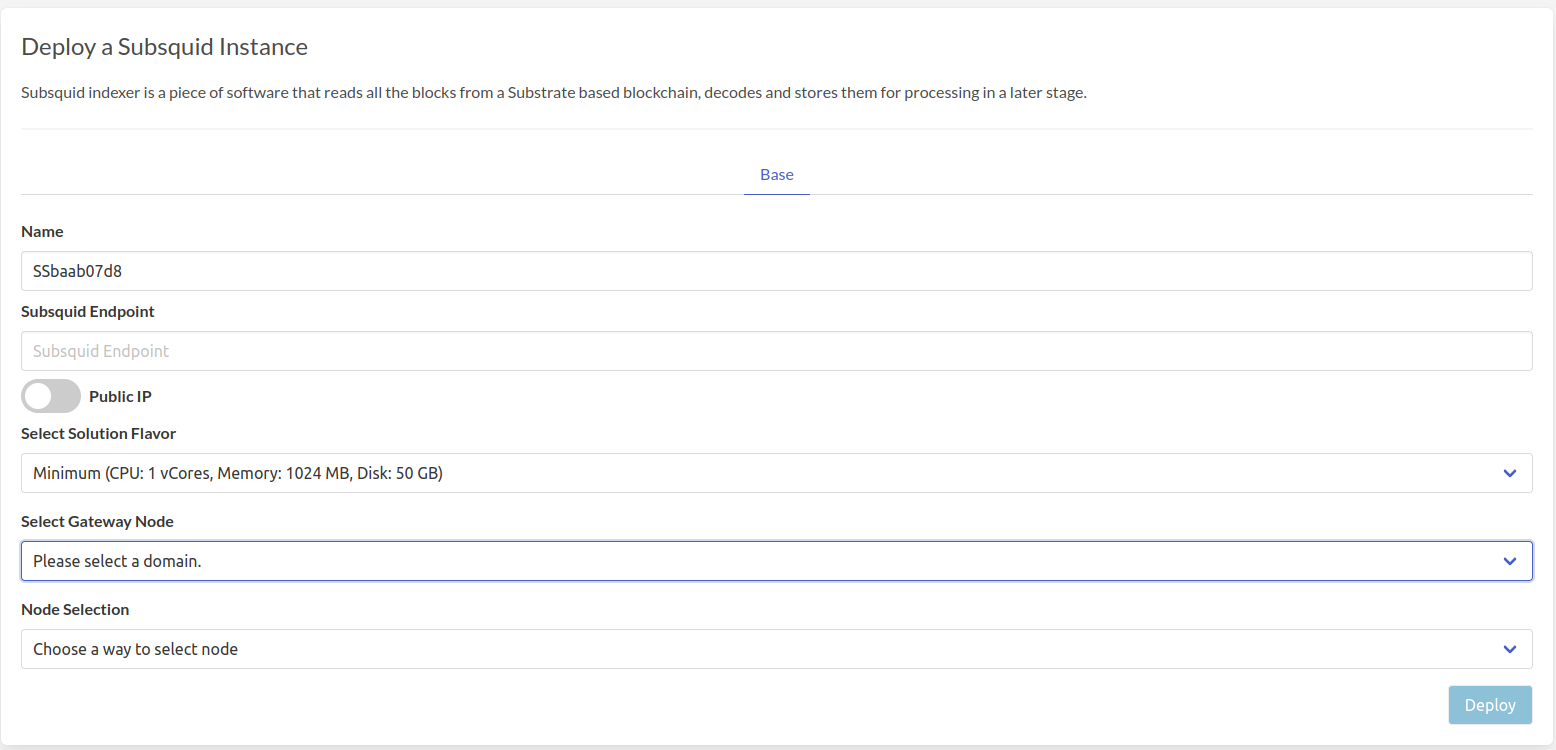 Deploy a Subsquid Instance
Subsquid indexer is a piece of software that reads all the blocks from a Substrate based blockchain, decodes and stores them for processing in a later stage.
Base
Name
SSbaab07d8
Subsquid Endpoint
Subsquid Endpoint
Public IP
Select Solution Flavor
Minimum (CPU: 1 vCores, Memory: 1024 MB, Disk: 50 GB)
Select Gateway Node
Please select a domain.
Node Selection
Choose a way to select node
Deploy